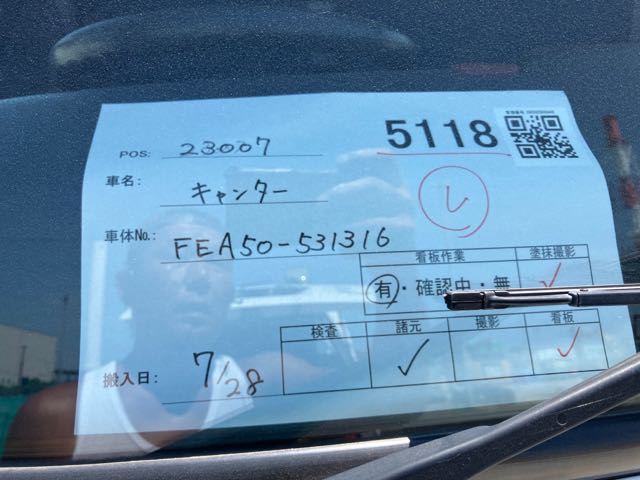 POS: 23007
5118
車名: キャンター
レ
車体No.: FEA50-531316
看板作業 塗抹撮影
有・確認中・無 ✓
検査 諸元 撮影 看板
✓ ✓
搬入日: 7/28